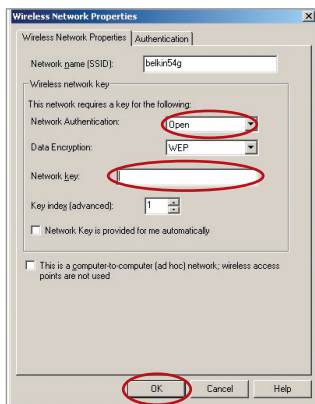 Wireless Network Properties
Wireless Network Properties Authentication
Network name (SSID): belkin54g
Wireless network key
This network requires a key for the following:
Network Authentication: Open
Data Encryption: WEP
Network key:
Key index (advanced): 1
Network Key is provided for me automatically
This is a computer-to-computer (ad hoc) network; wireless access
points are not used
OK Cancel Help